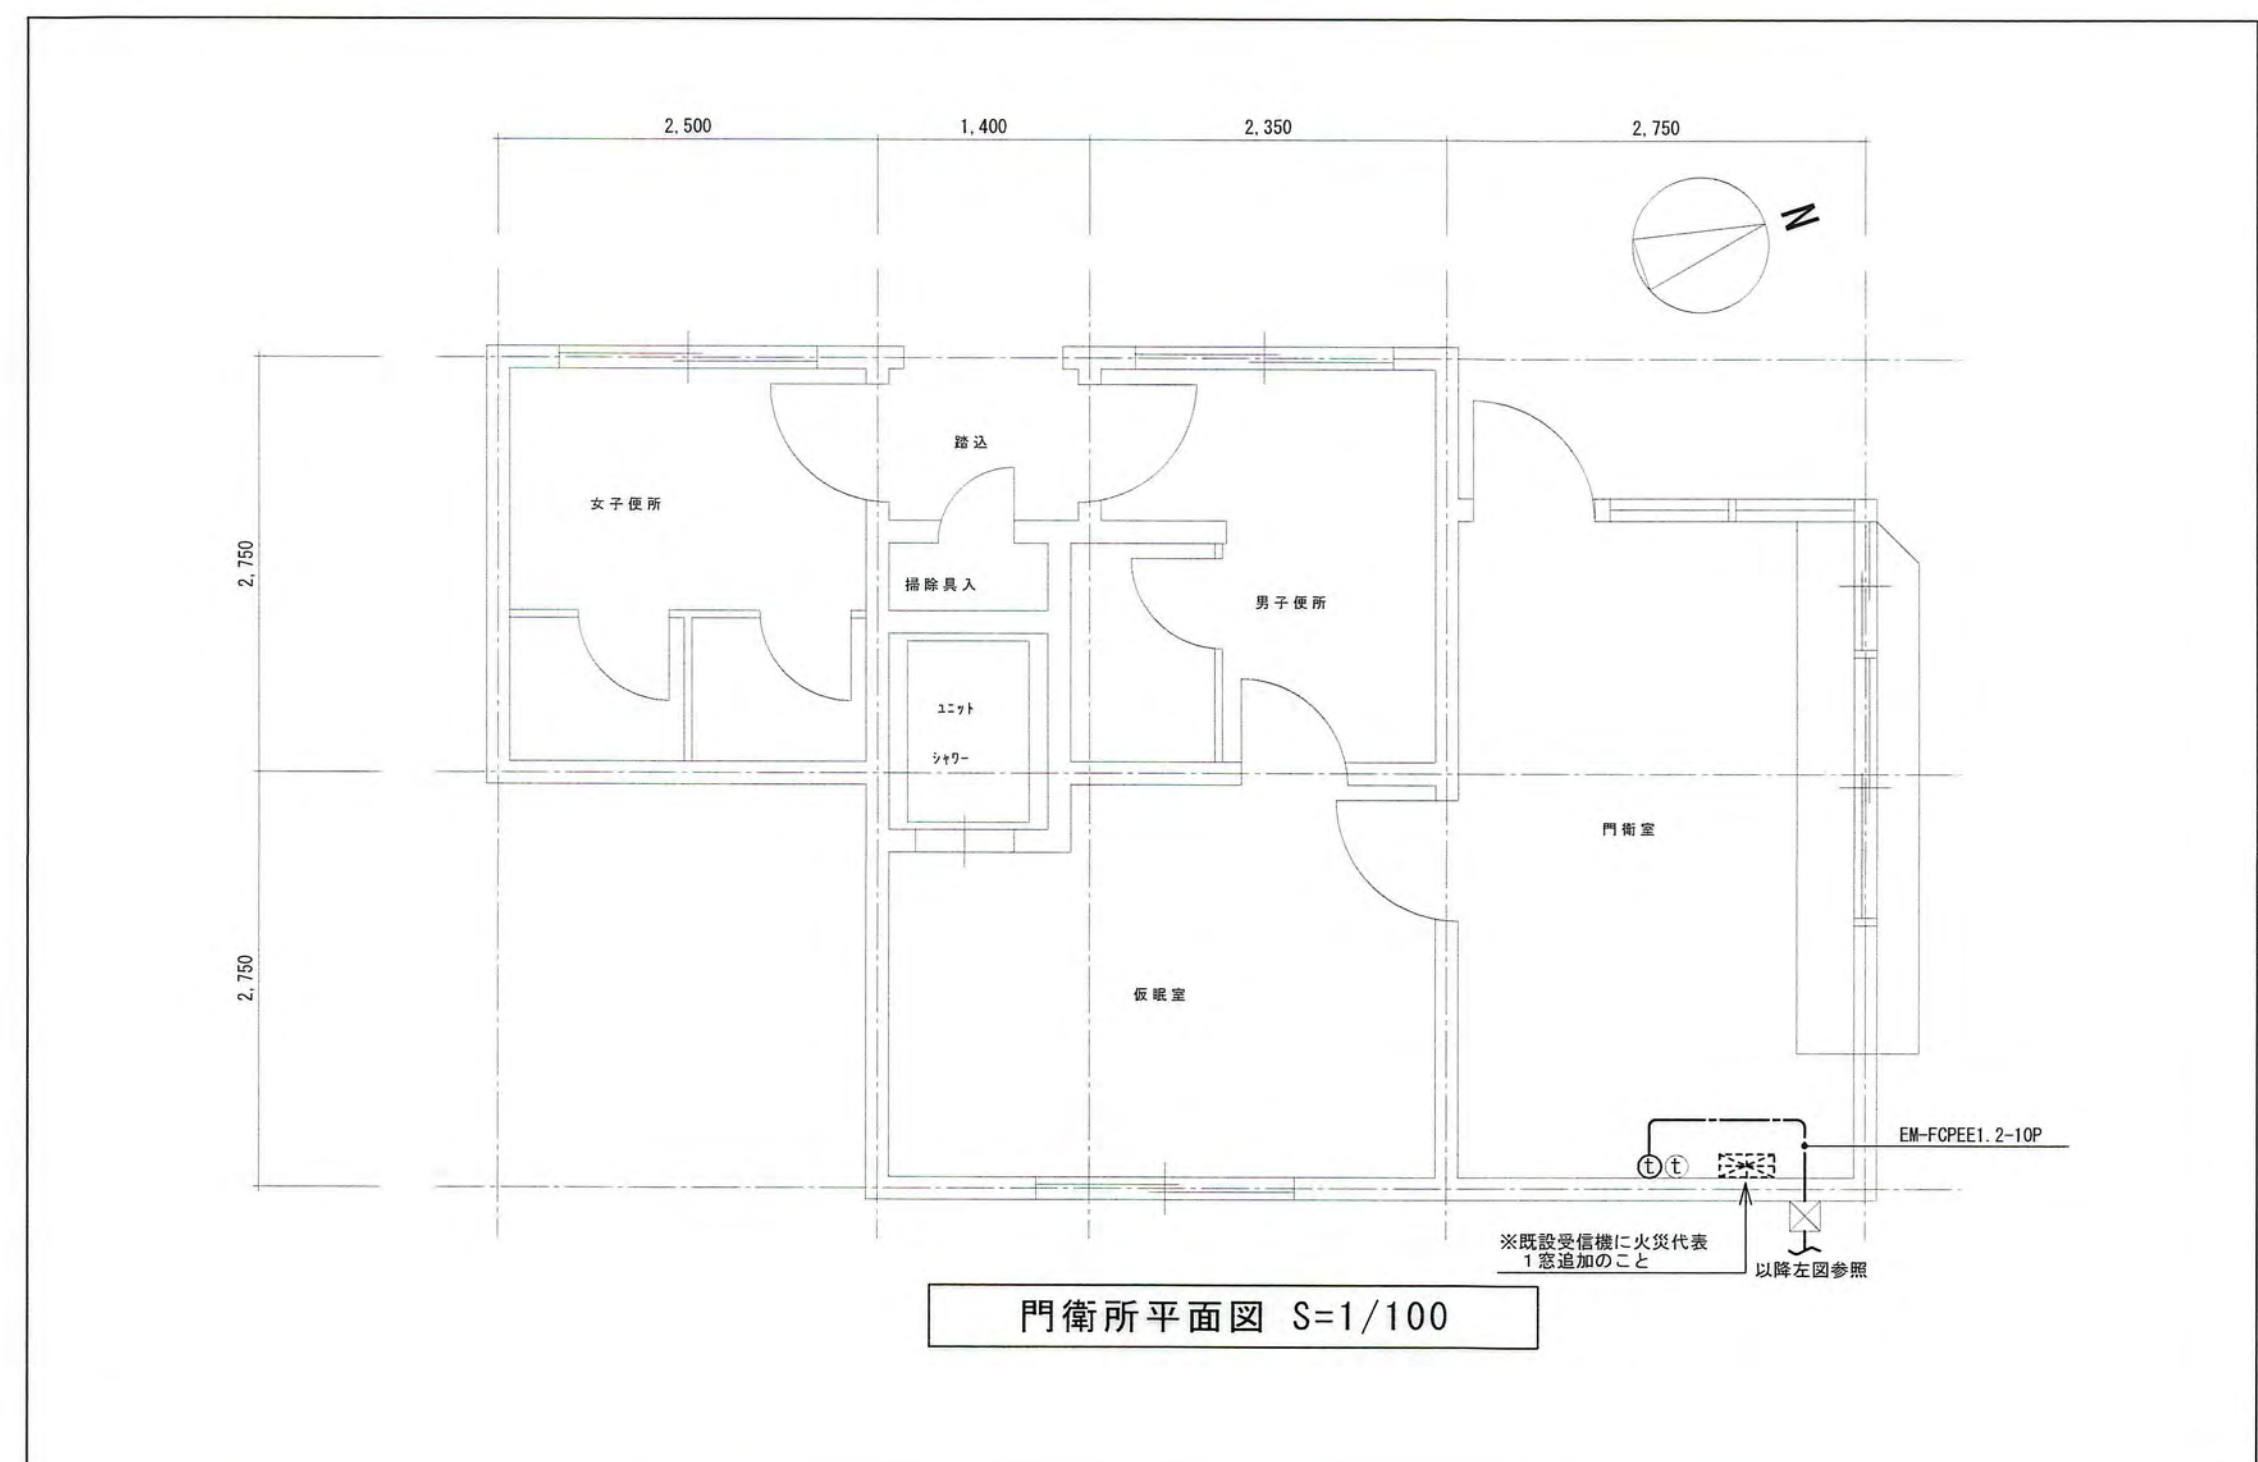 2,500
1,400
2,350
2,750
N
踏込
女子便所
2,750
掃除具入
男子便所
ユニット
シャワー
門衛室
2,750
仮眠室
EM-FCPEE1.2-10P
t t
※既設受信機に火災代表
1窓追加のこと
以降左図参照
門衛所平面図 S=1/100